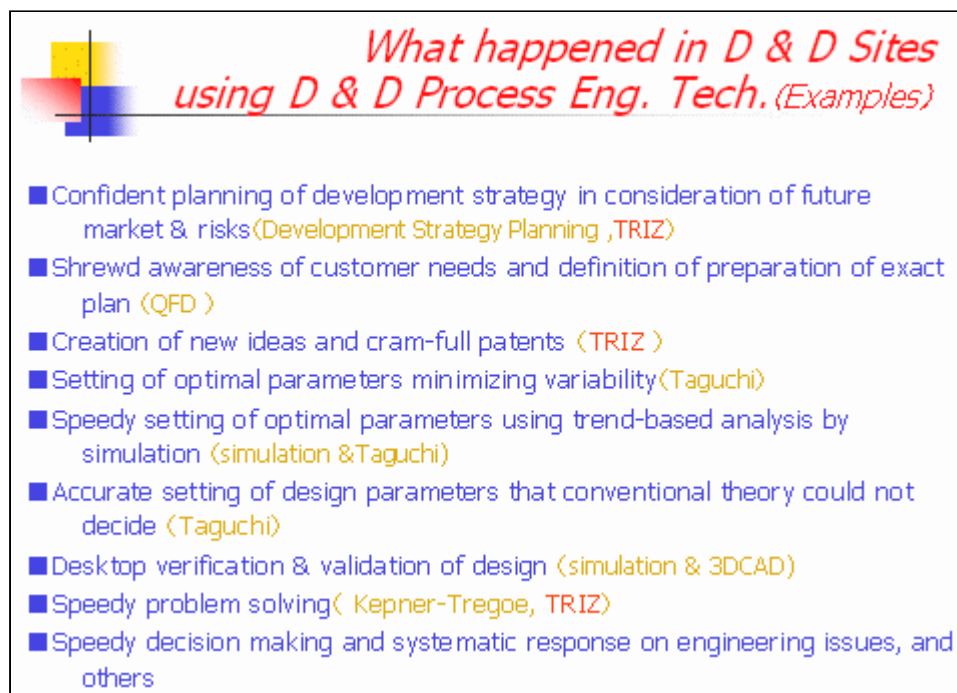 What happened in D & D Sites
using D & D Process Eng. Tech.(Examples)
■Confident planning of development strategy in consideration of future
market & risks(Development Strategy Planning ,TRIZ)
■Shrewd awareness of customer needs and definition of preparation of exact
plan (QFD )
■Creation of new ideas and cram-full patents (TRIZ )
■Setting of optimal parameters minimizing variability(Taguchi)
■Speedy setting of optimal parameters using trend-based analysis by
simulation (simulation &Taguchi)
■Accurate setting of design parameters that conventional theory could not
decide (Taguchi)
■Desktop verification & validation of design (simulation & 3DCAD)
■Speedy problem solving( Kepner-Tregoe, TRIZ)
■Speedy decision making and systematic response on engineering issues, and
others